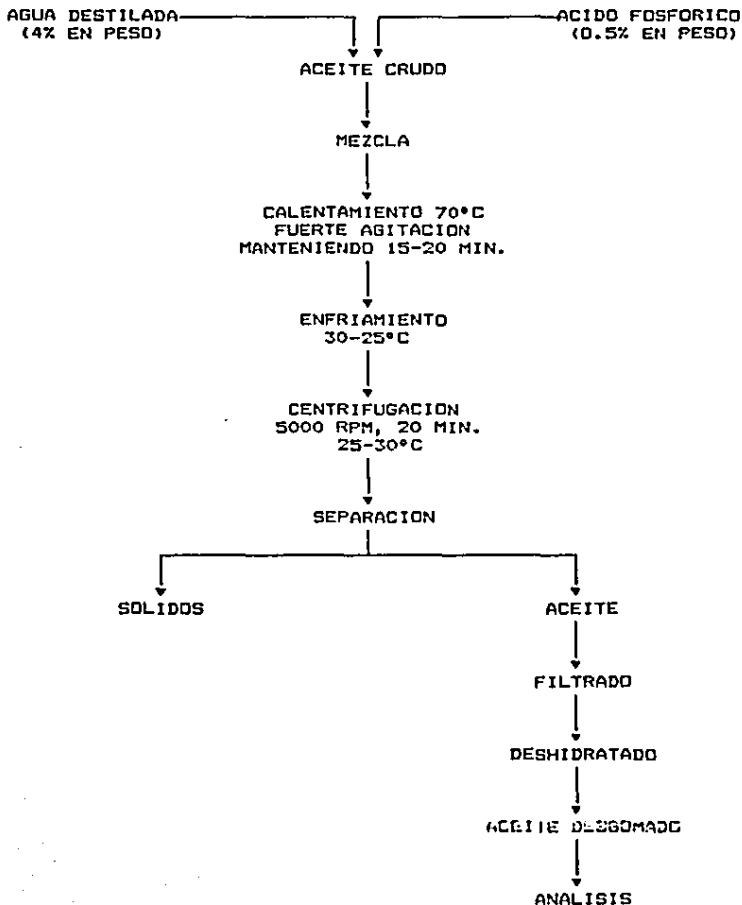 AGUA DESTILADA
(4% EN PESO)
ACIDO FOSFORICO
(0.5% EN PESO)
ACEITE CRUDO
MEZCLA
CALENTAMIENTO 70°C
FUERTE AGITACION
MANTENIENDO 15-20 MIN.
ENFRIAMIENTO
30-25°C
CENTRIFUGACION
5000 RPM, 20 MIN.
25-30°C
SEPARACION
SOLIDOS
ACEITE
FILTRADO
DESHIDRATADO
ACEITE DESGOMADO
ANALISIS